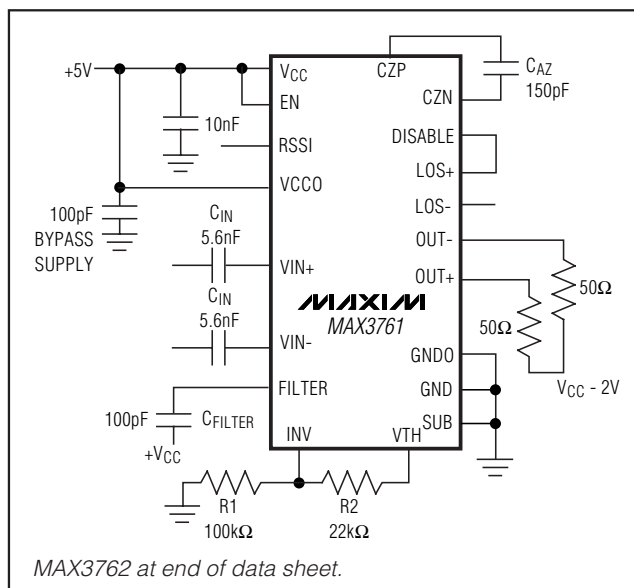 +5V
VCC
EN
10nF
RSSI
VCCO
100pF
BYPASS
SUPPLY
CIN
5.6nF
VIN+
CIN
5.6nF
VIN-
FILTER
100pF
CFILTER
+VCC
INV
VTH
R1
100kΩ
R2
22kΩ
MAXIM
MAX3761
CZP
CAZ
150pF
CZN
DISABLE
LOS+
LOS-
OUT-
OUT+
50Ω
50Ω
GNDO
GND
SUB
VCC - 2V
MAX3762 at end of data sheet.